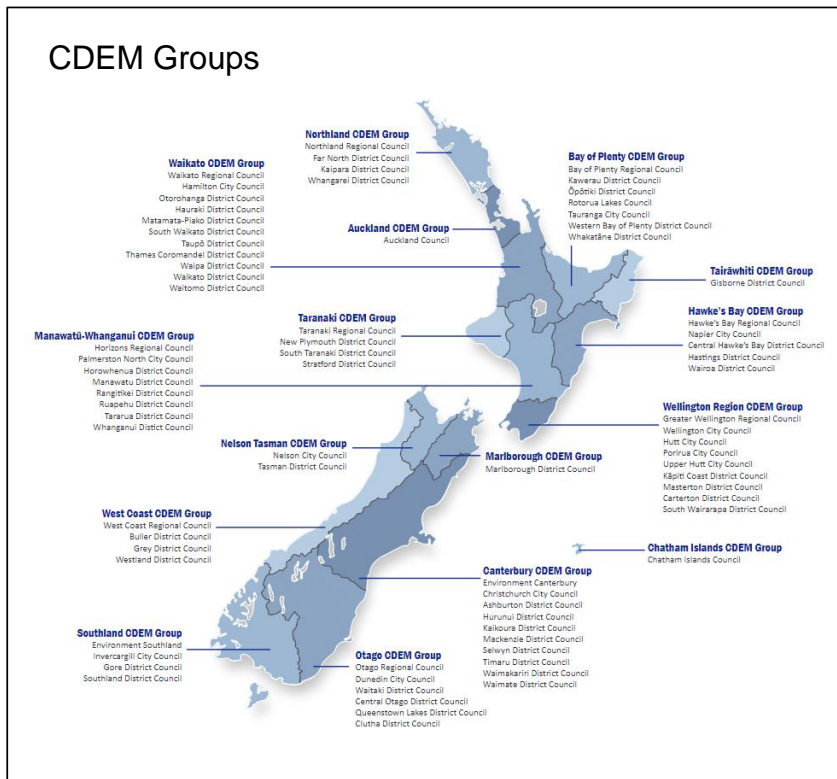 CDEM Groups
Northland CDEM Group
Northland Regional Council
Far North District Council
Kaipara District Council
Whangarei District Council
Waikato CDEM Group
Waikato Regional Council
Hamilton City Council
Otorohanga District Council
Hauraki District Council
Matamata-Piako District Council
South Waikato District Council
Taupō District Council
Thames Coromandel District Council
Waipa District Council
Waikato District Council
Waitomo District Council
Bay of Plenty CDEM Group
Bay of Plenty Regional Council
Kawerau District Council
Ōpōtiki District Council
Rotorua Lakes Council
Tauranga City Council
Western Bay of Plenty District Council
Whakatāne District Council
Auckland CDEM Group
Auckland Council
Tairāwhiti CDEM Group
Gisborne District Council
Taranaki CDEM Group
Taranaki Regional Council
New Plymouth District Council
South Taranaki District Council
Stratford District Council
Hawke's Bay CDEM Group
Hawke's Bay Regional Council
Napier City Council
Central Hawke's Bay District Council
Hastings District Council
Wairoa District Council
Manawatū-Whanganui CDEM Group
Horizons Regional Council
Palmerston North City Council
Horowhenua District Council
Manawatu District Council
Rangitikei District Council
Ruapehu District Council
Tararua District Council
Whanganui District Council
Wellington Region CDEM Group
Greater Wellington Regional Council
Wellington City Council
Hutt City Council
Porirua City Council
Upper Hutt City Council
Kāpiti Coast District Council
Masterton District Council
Carterton District Council
South Wairarapa District Council
Nelson Tasman CDEM Group
Nelson City Council
Tasman District Council
Marlborough CDEM Group
Marlborough District Council
West Coast CDEM Group
West Coast Regional Council
Buller District Council
Grey District Council
Westland District Council
Chatham Islands CDEM Group
Chatham Islands Council
Canterbury CDEM Group
Environment Canterbury
Christchurch City Council
Ashburton District Council
Hurunui District Council
Kaikoura District Council
Mackenzie District Council
Selwyn District Council
Timaru District Council
Waimakariri District Council
Waimate District Council
Southland CDEM Group
Environment Southland
Invercargill City Council
Gore District Council
Southland District Council
Otago CDEM Group
Otago Regional Council
Dunedin City Council
Waitaki District Council
Central Otago District Council
Queenstown Lakes District Council
Clutha District Council